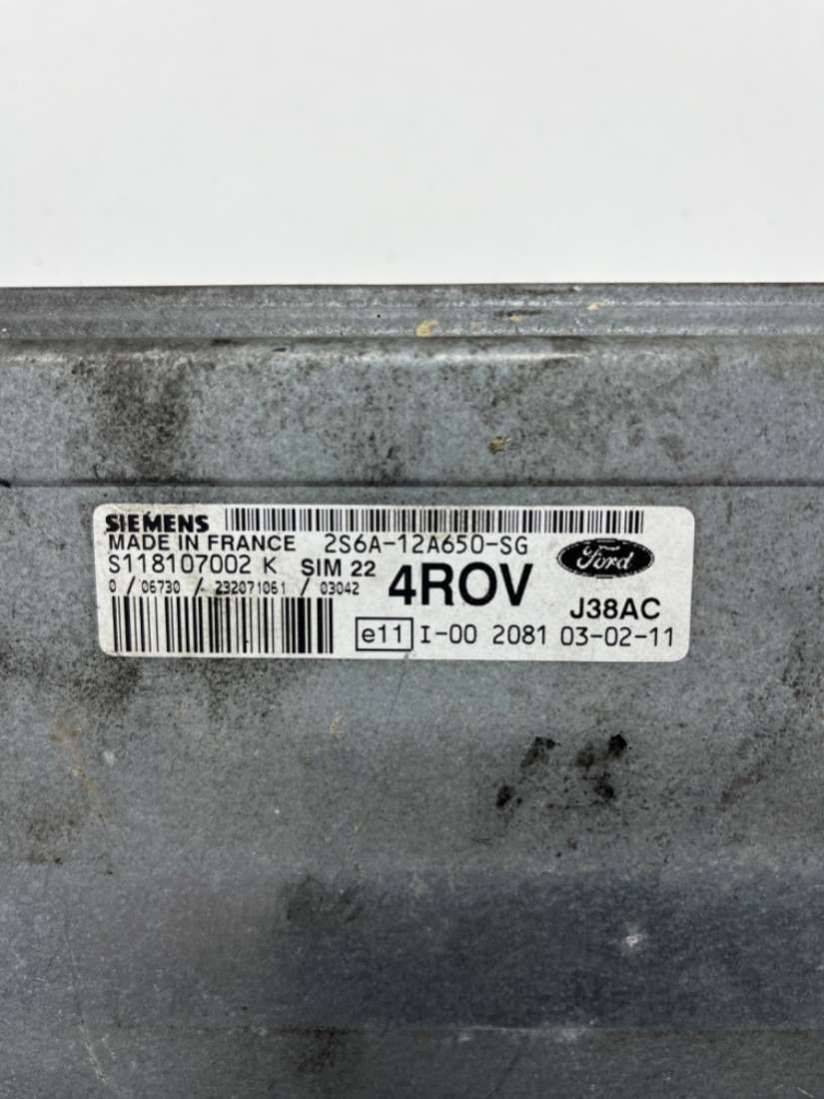 SIEMENS
MADE IN FRANCE 2S6A-12A650-SG
S118107002 K SIM 22
0 / 06730 / 232071061 / 03042
4ROV
Ford
J38AC
e11 I-00 2081 03-02-11